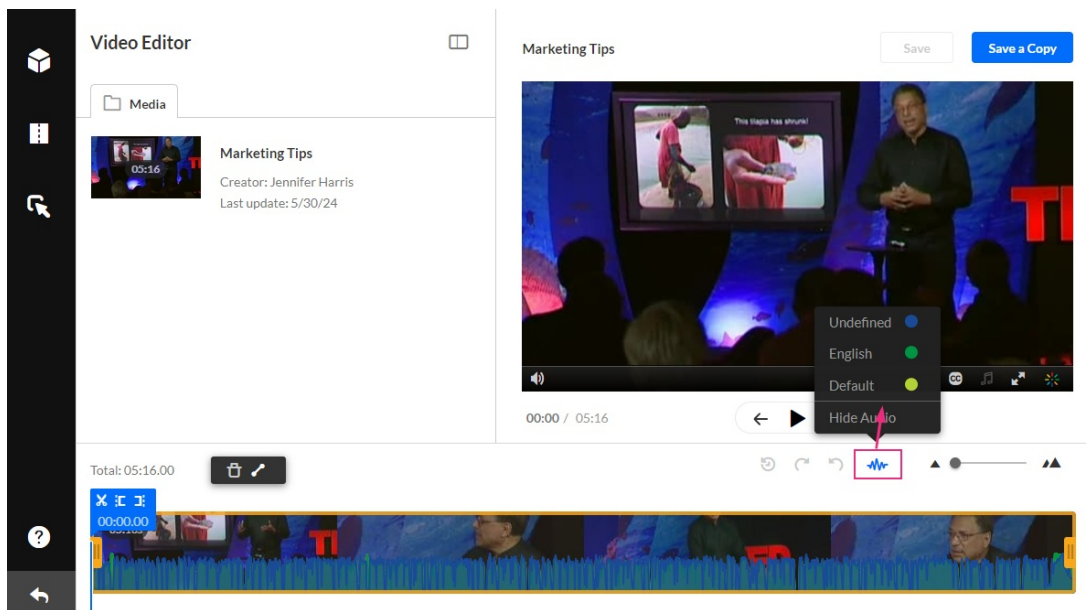 Video Editor
Media
05:16
Marketing Tips
Creator: Jennifer Harris
Last update: 5/30/24
Marketing Tips
Save
Save a Copy
This tilapia has shrunk!
Undefined
English
Default
Hide Audio
CC
00:00 / 05:16
Total: 05:16.00
00:00.00
?